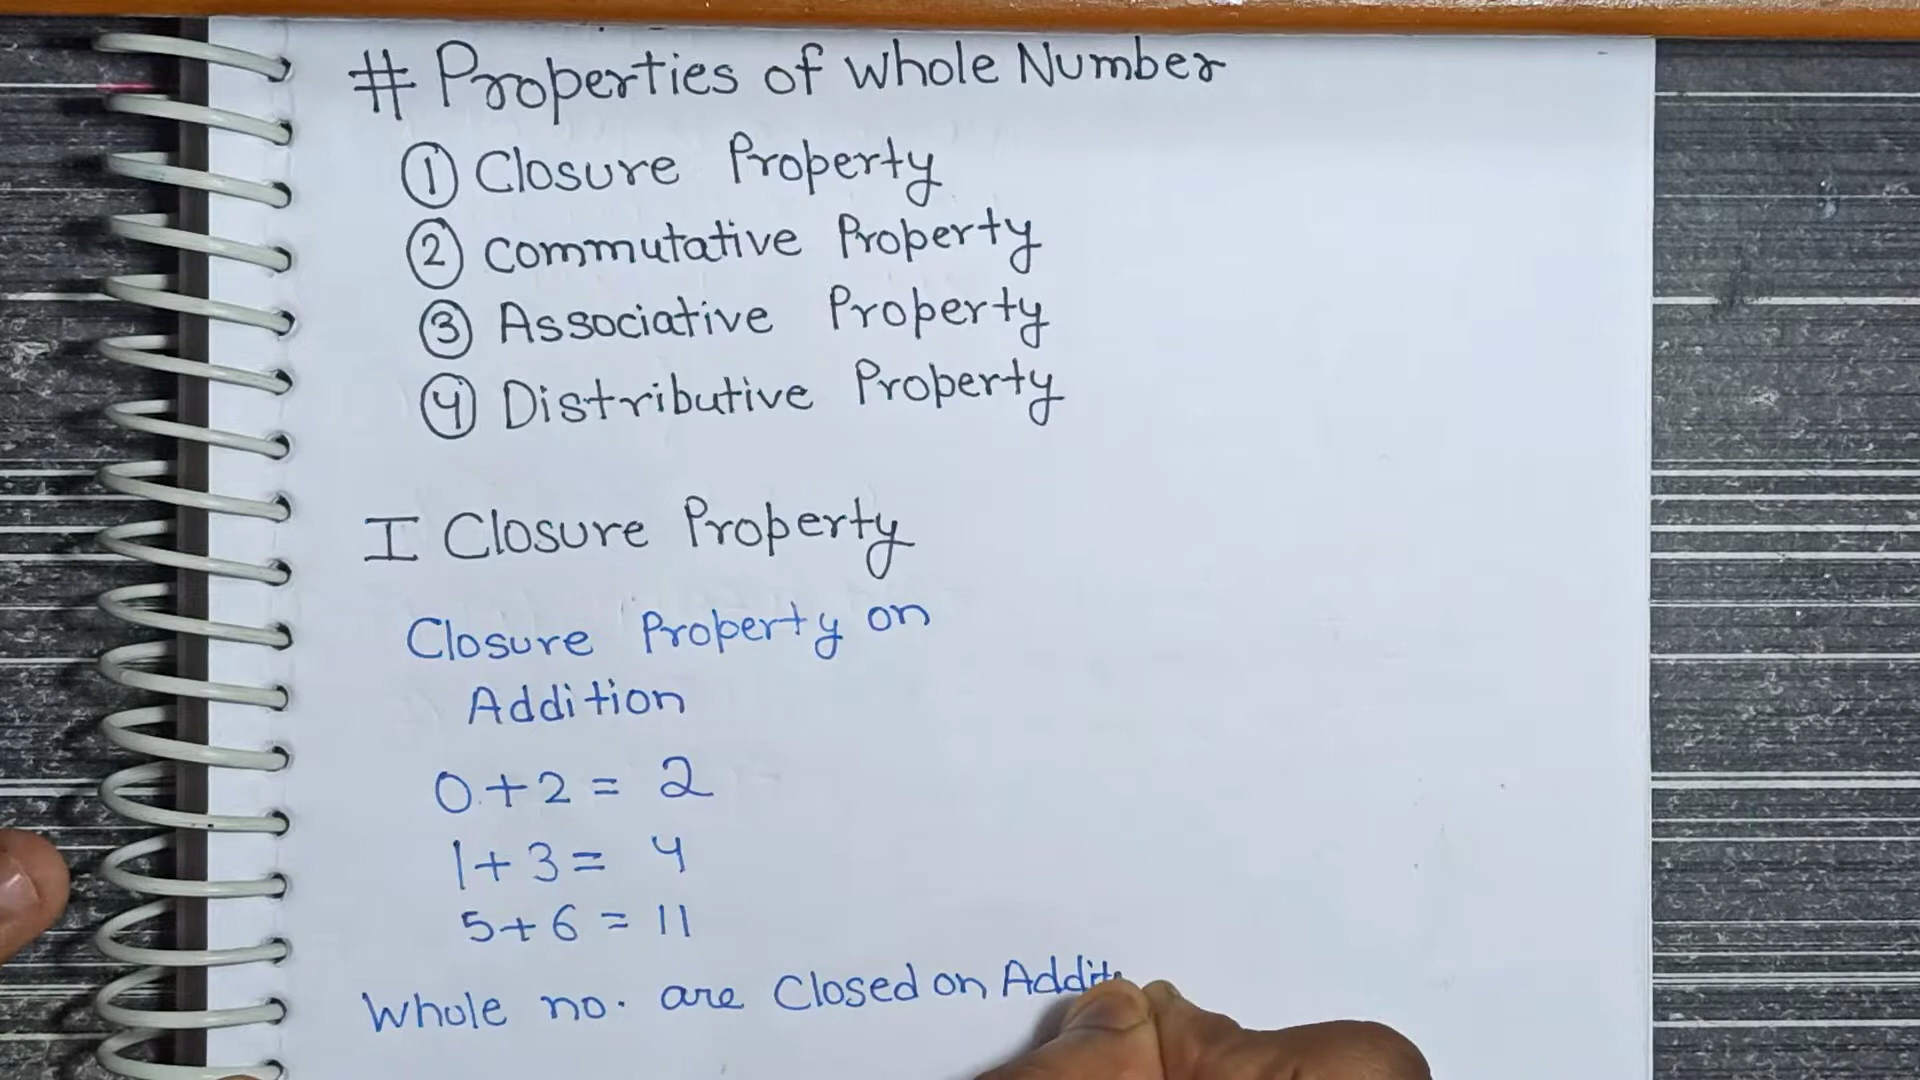 # Properties of Whole Number
① Closure Property
② Commutative Property
③ Associative Property
④ Distributive Property
I Closure Property
Closure Property on
Addition
0+2 = 2
1+3 = 4
5+6 = 11
Whole no. are Closed on Addit